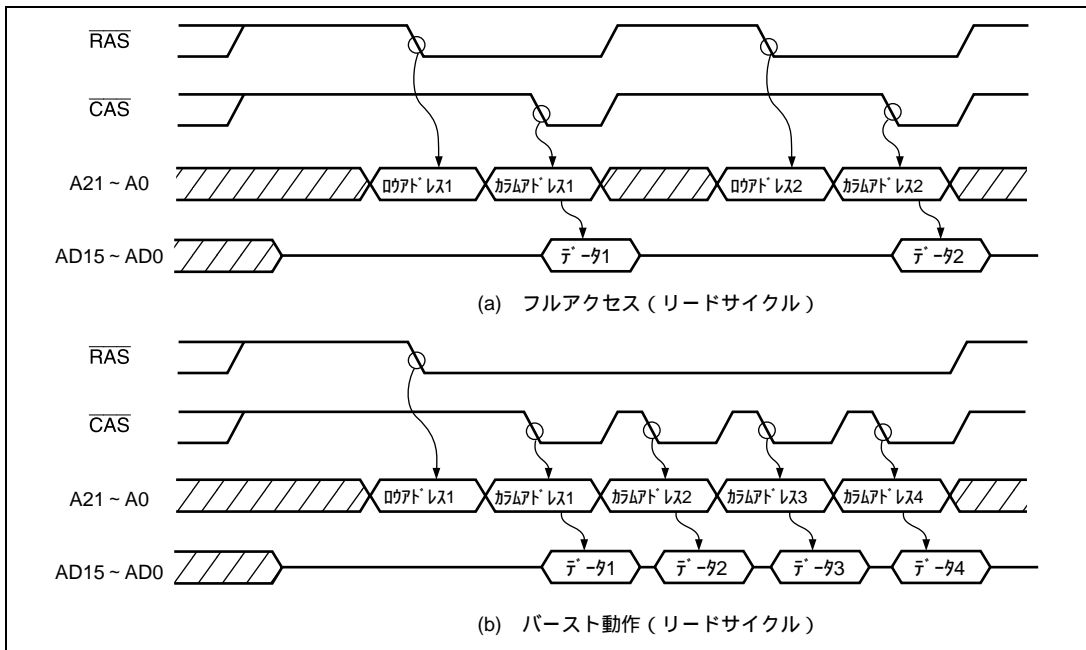 RAS
CAS
A21 ~ A0
ロウアドレス1 カラムアドレス1 ロウアドレス2 カラムアドレス2
AD15 ~ AD0
データ1 データ2
(a) フルアクセス（リードサイクル）
RAS
CAS
A21 ~ A0
ロウアドレス1 カラムアドレス1 カラムアドレス2 カラムアドレス3 カラムアドレス4
AD15 ~ AD0
データ1 データ2 データ3 データ4
(b) バースト動作（リードサイクル）